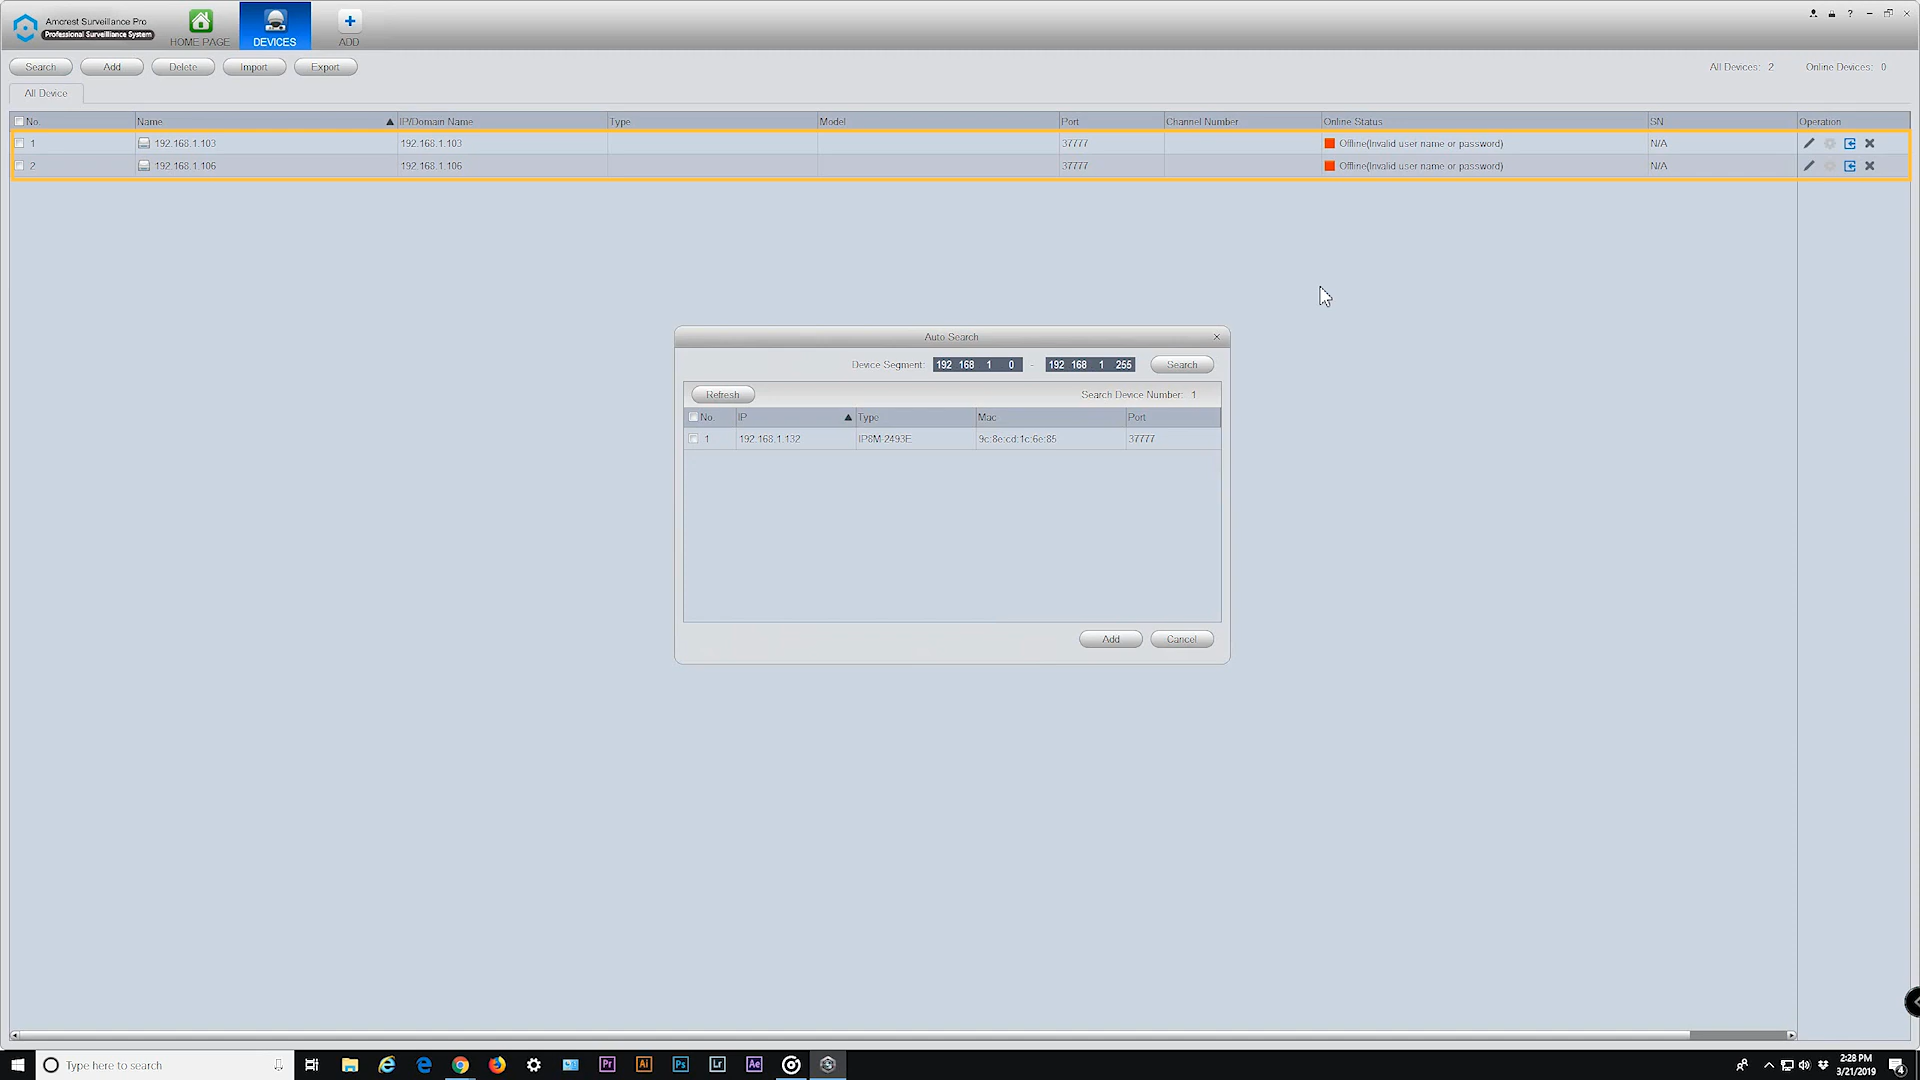 Amcrest Surveillance Pro
Professional Surveillance System
HOME PAGE
DEVICES
ADD
Search Add Delete Import Export All Devices: 2 Online Devices: 0
All Device
No. Name IP/Domain Name Type Model Port Channel Number Online Status SN Operation
1 192.168.1.103 192.168.1.103 37777 Offline(Invalid user name or password) N/A
2 192.168.1.106 192.168.1.106 37777 Offline(Invalid user name or password) N/A
Auto Search
Device Segment: 192 168 1 0 - 192 168 1 255 Search
Refresh Search Device Number: 1
No. IP Type Mac Port
1 192.168.1.132 IP8M-2493E 9c:8e:cd:1c:6e:85 37777
Add Cancel
Type here to search
Pr Ai Ps Lr Ae
2:28 PM
3/21/2019
4